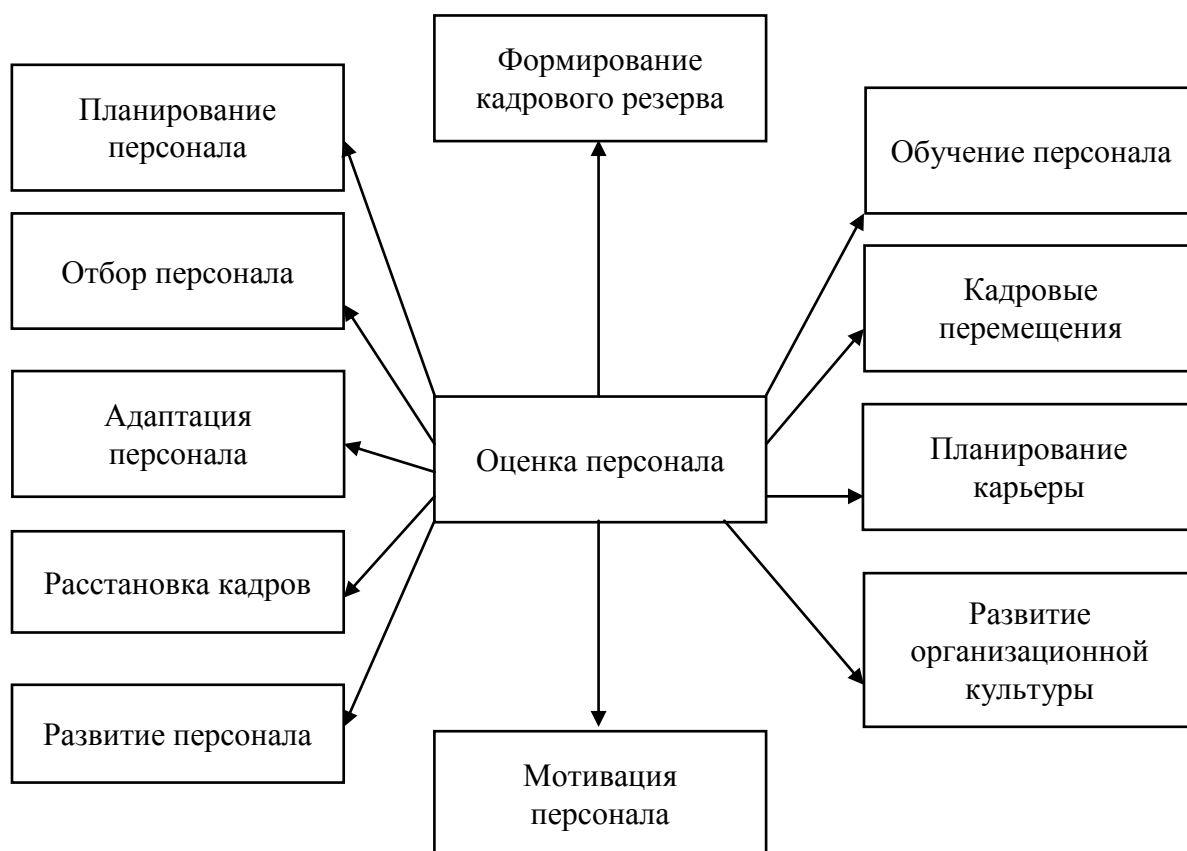 Формирование
кадрового резерва
Планирование
персонала
Обучение персонала
Отбор персонала
Кадровые
перемещения
Адаптация
персонала
Оценка персонала
Планирование
карьеры
Расстановка кадров
Развитие
организационной
культуры
Развитие персонала
Мотивация
персонала